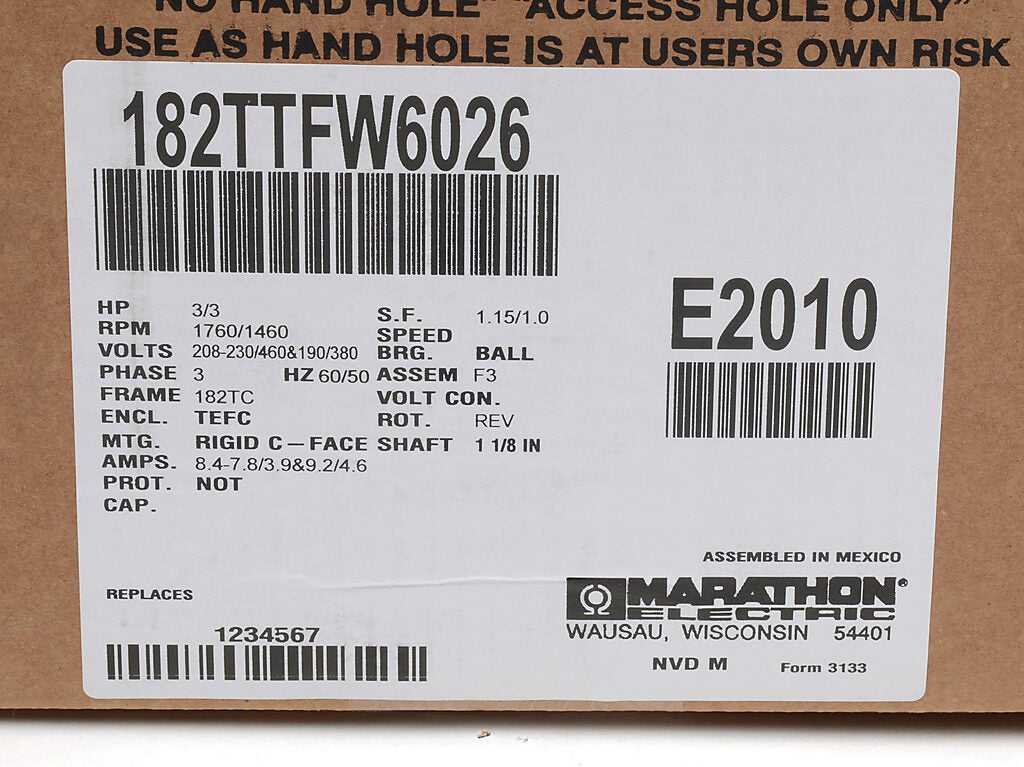 NO HAND HOLE" "ACCESS HOLE ONLY"
USE AS HAND HOLE IS AT USERS OWN RISK
182TTFW6026
E2010
HP 3/3 S.F. 1.15/1.0
RPM 1760/1460 SPEED
VOLTS 208-230/460&190/380 BRG. BALL
PHASE 3 HZ 60/50 ASSEM F3
FRAME 182TC VOLT CON.
ENCL. TEFC ROT. REV
MTG. RIGID C-FACE SHAFT 1 1/8 IN
AMPS. 8.4-7.8/3.9&9.2/4.6
PROT. NOT
CAP.
ASSEMBLED IN MEXICO
MARATHON®
ELECTRIC
WAUSAU, WISCONSIN 54401
NVD M Form 3133
REPLACES
1234567